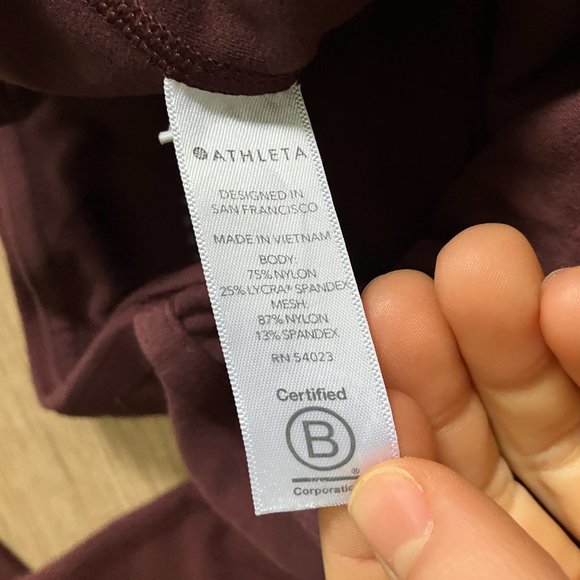 ATHLETA
DESIGNED IN
SAN FRANCISCO
MADE IN VIETNAM
BODY:
75% NYLON
25% LYCRA® SPANDEX
MESH:
87% NYLON
13% SPANDEX
RN 54023
Certified
B
®
Corporation